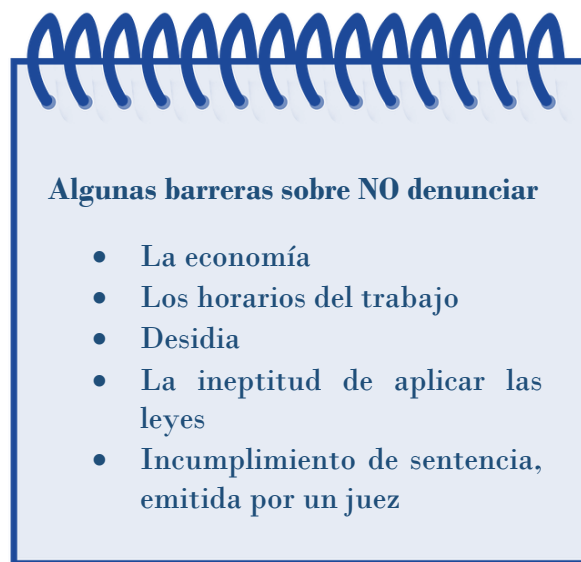 Algunas barreras sobre NO denunciar
• La economía
• Los horarios del trabajo
• Desidia
• La ineptitud de aplicar las
leyes
• Incumplimiento de sentencia,
emitida por un juez